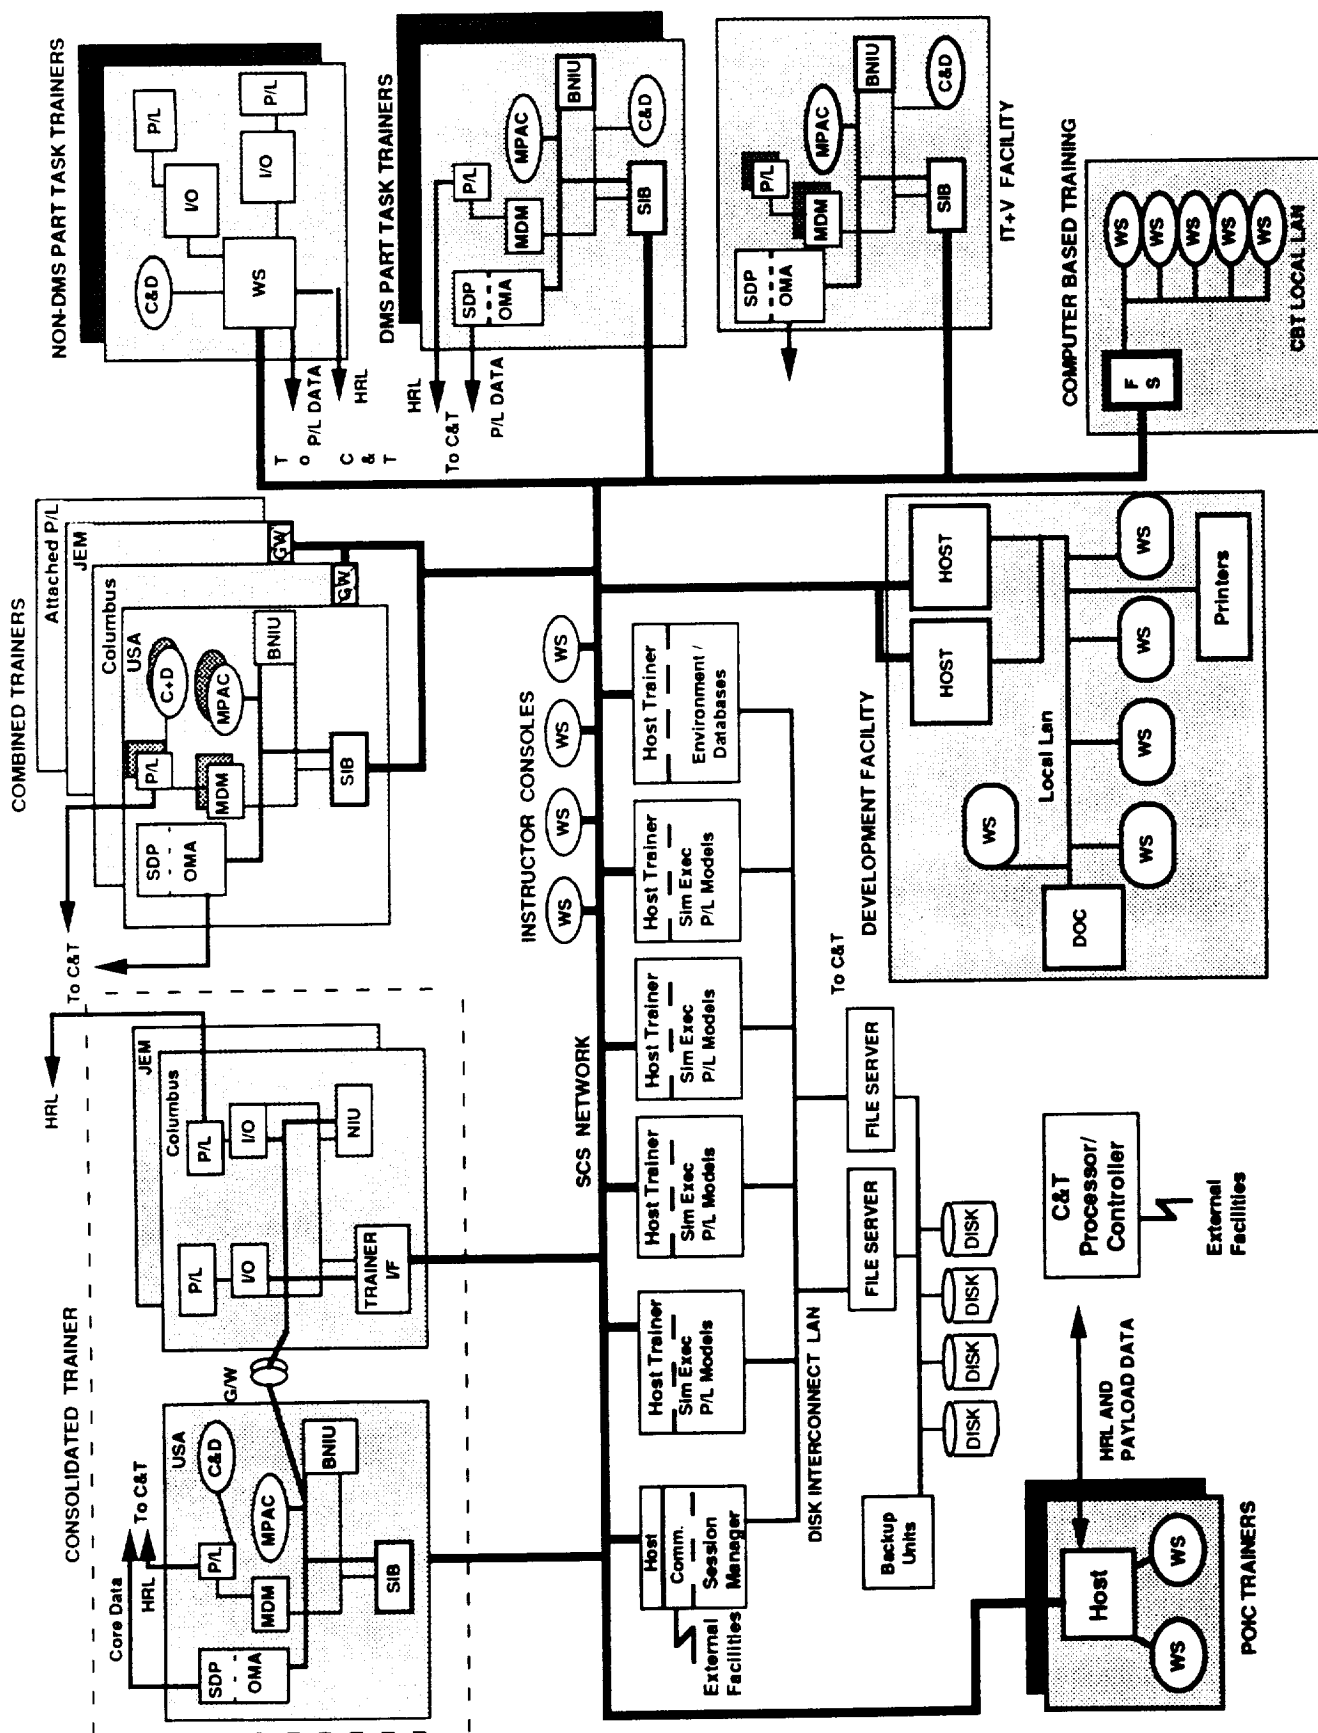 CONSOLIDATED TRAINER
Core Data
HRL
To C&T
USA
SDP
OMA
P/L
C&D
MDM
MPAC
BNIU
SIB
G/W
HRL
JEM
Columbus
P/L
I/O
P/L
I/O
NIU
TRAINER
I/F
COMBINED TRAINERS
To C&T
Attached P/L
JEM
Columbus
USA
SDP
OMA
P/L
C+D
MDM
MPAC
BNIU
SIB
GW
GW
NON-DMS PART TASK TRAINERS
C&D
I/O
P/L
I/O
P/L
WS
P/L DATA
HRL
To
C
&
T
DMS PART TASK TRAINERS
HRL
To C&T
P/L DATA
SDP
OMA
P/L
MDM
MPAC
BNIU
C&D
SIB
SDP
OMA
P/L
MDM
MPAC
BNIU
C&D
SIB
IT+V FACILITY
COMPUTER BASED TRAINING
F
S
WS
WS
WS
WS
WS
CBT LOCAL LAN
SCS NETWORK
INSTRUCTOR CONSOLES
WS
WS
WS
WS
Host
Comm.
Session
Manager
External
Facilities
Host Trainer
Sim Exec
P/L Models
Host Trainer
Sim Exec
P/L Models
Host Trainer
Sim Exec
P/L Models
Host Trainer
Sim Exec
P/L Models
Host Trainer
Environment /
Databases
DISK INTERCONNECT LAN
FILE SERVER
FILE SERVER
To C&T
Backup
Units
DISK
DISK
DISK
DISK
DEVELOPMENT FACILITY
HOST
HOST
Local Lan
WS
DOC
WS
WS
WS
WS
Printers
POIC TRAINERS
Host
WS
WS
HRL AND
PAYLOAD DATA
C&T
Processor/
Controller
External
Facilities